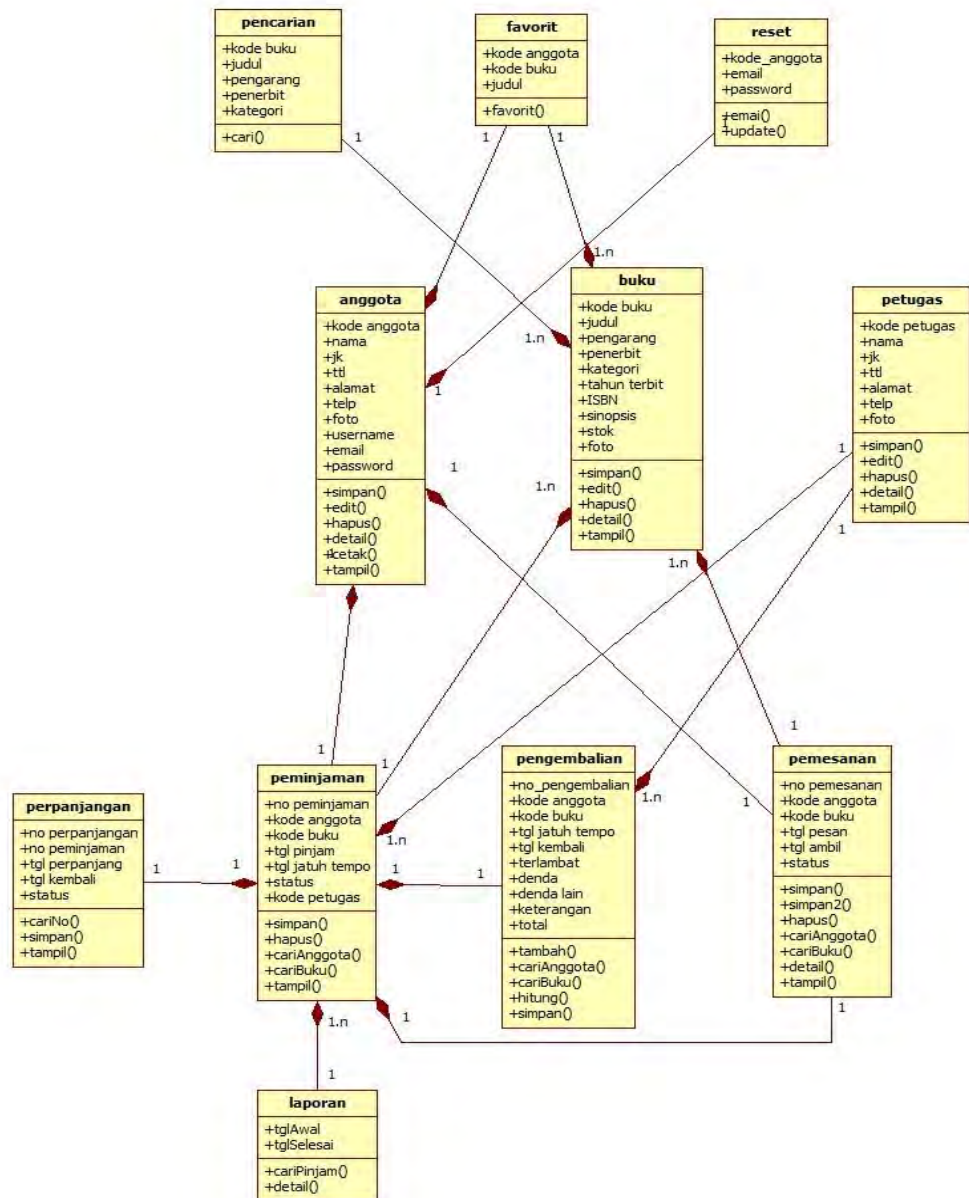 pencarian
+kode buku
+judul
+pengarang
+penerbit
+kategori
+cari()
1
favorit
+kode anggota
+kode buku
+judul
+favorit()
1
1
reset
+kode_anggota
+email
+password
+emai()
+update()
1
anggota
+kode anggota
+nama
+jk
+ttl
+alamat
+telp
+foto
+username
+email
+password
+simpan()
+edit()
+hapus()
+detail()
+cetak()
+tampil()
1
1
1
1.n
1.n
1.n
1.n
buku
+kode buku
+judul
+pengarang
+penerbit
+kategori
+tahun terbit
+ISBN
+sinopsis
+stok
+foto
+simpan()
+edit()
+hapus()
+detail()
+tampil()
petugas
+kode petugas
+nama
+jk
+ttl
+alamat
+telp
+foto
+simpan()
+edit()
+hapus()
+detail()
+tampil()
1
1
perpanjangan
+no perpanjangan
+no peminjaman
+tgl perpanjang
+tgl kembali
+status
+cariNo()
+simpan()
+tampil()
1
1
1
1
peminjaman
+no peminjaman
+kode anggota
+kode buku
+tgl pinjam
+tgl jatuh tempo
+status
+kode petugas
+simpan()
+hapus()
+cariAnggota()
+cariBuku()
+tampil()
1.n
1
1
1.n
1
pengembalian
+no_pengembalian
+kode anggota
+kode buku
+tgl jatuh tempo
+tgl kembali
+terlambat
+denda
+denda lain
+keterangan
+total
+tambah()
+cariAnggota()
+cariBuku()
+hitung()
+simpan()
1.n
1
1
pemesanan
+no pemesanan
+kode anggota
+kode buku
+tgl pesan
+tgl ambil
+status
+simpan()
+simpan2()
+hapus()
+cariAnggota()
+cariBuku()
+detail()
+tampil()
1
1
laporan
+tglAwal
+tglSelesai
+cariPinjam()
+detail()